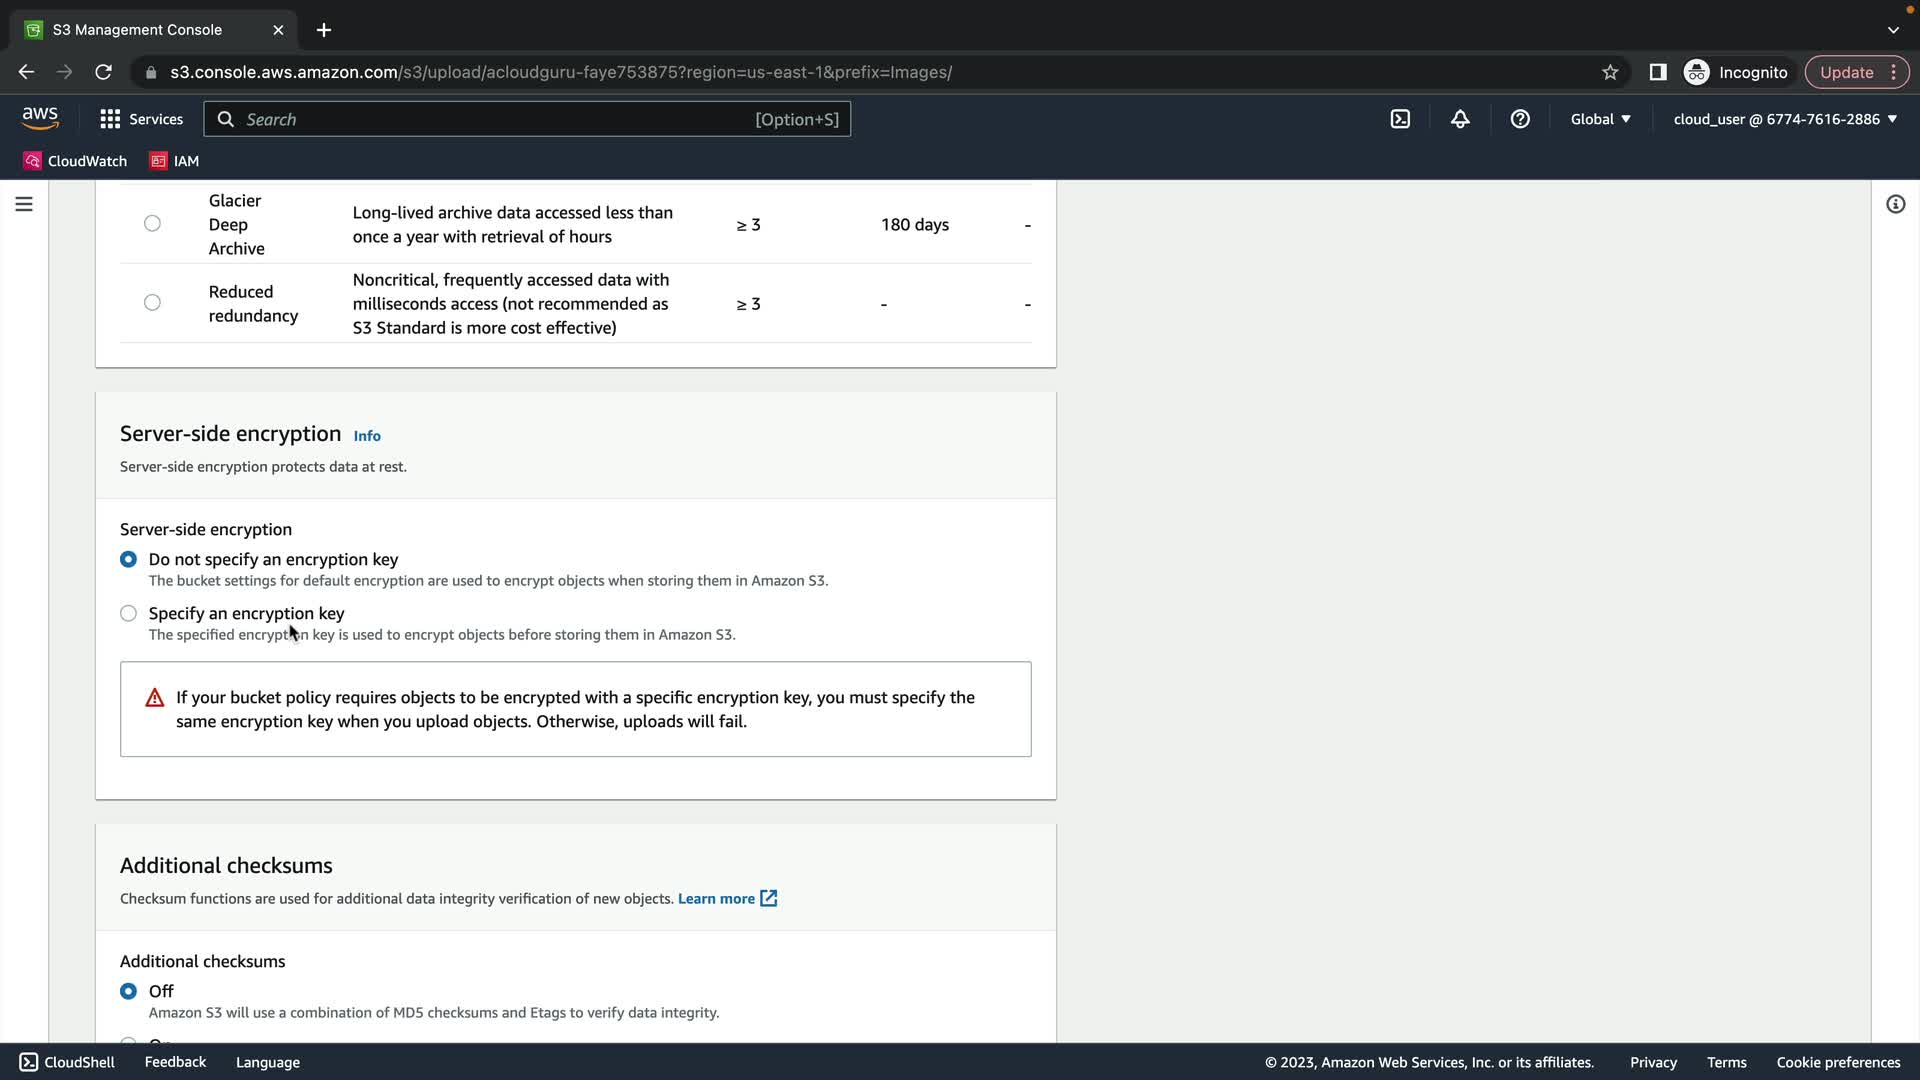 S3 Management Console
s3.console.aws.amazon.com/s3/upload/acloudguru-faye753875?region=us-east-1&prefix=Images/
Incognito
Update
aws
Services
Search
[Option+S]
Global
cloud_user @ 6774-7616-2886
CloudWatch
IAM
Glacier
Deep
Archive
Long-lived archive data accessed less than
once a year with retrieval of hours
≥ 3
180 days
-
Reduced
redundancy
Noncritical, frequently accessed data with
milliseconds access (not recommended as
S3 Standard is more cost effective)
≥ 3
-
-
Server-side encryption Info
Server-side encryption protects data at rest.
Server-side encryption
Do not specify an encryption key
The bucket settings for default encryption are used to encrypt objects when storing them in Amazon S3.
Specify an encryption key
The specified encryption key is used to encrypt objects before storing them in Amazon S3.
If your bucket policy requires objects to be encrypted with a specific encryption key, you must specify the
same encryption key when you upload objects. Otherwise, uploads will fail.
Additional checksums
Checksum functions are used for additional data integrity verification of new objects. Learn more
Additional checksums
Off
Amazon S3 will use a combination of MD5 checksums and Etags to verify data integrity.
CloudShell
Feedback
Language
© 2023, Amazon Web Services, Inc. or its affiliates.
Privacy
Terms
Cookie preferences